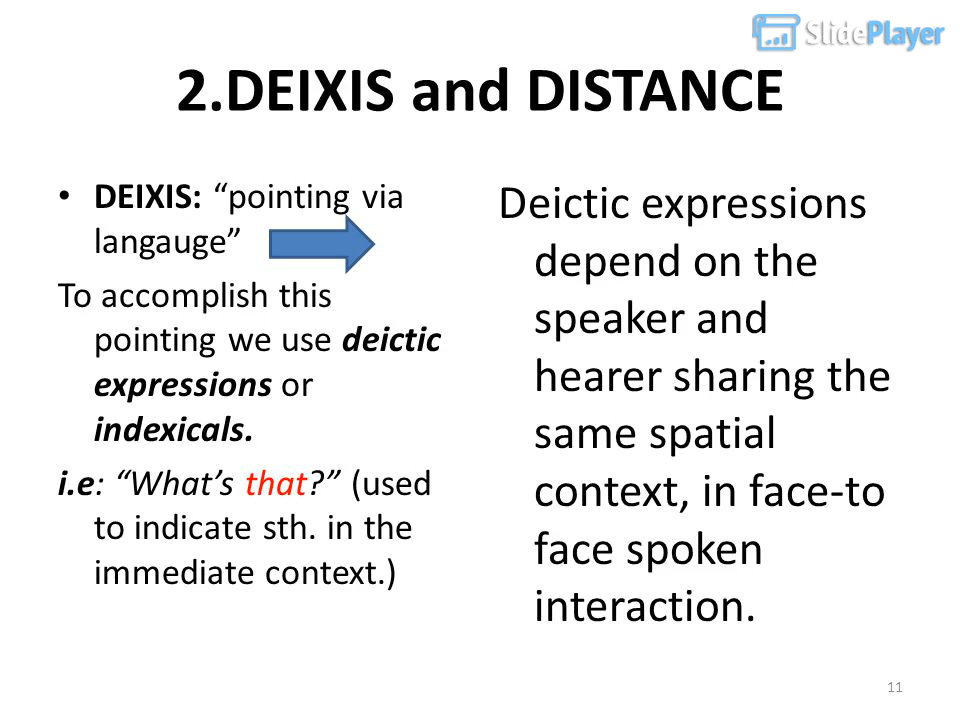 SlidePlayer
2.DEIXIS and DISTANCE
• DEIXIS: “pointing via
langauge”
To accomplish this
pointing we use deictic
expressions or
indexicals.
i.e: “What’s that?” (used
to indicate sth. in the
immediate context.)
Deictic expressions
depend on the
speaker and
hearer sharing the
same spatial
context, in face-to
face spoken
interaction.
11